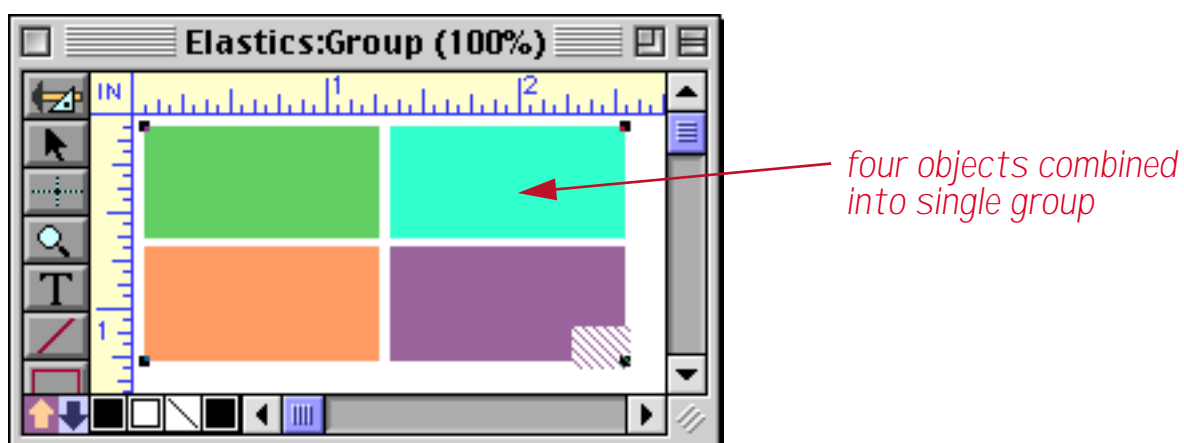 Elastics:Group (100%)
IN 1 2
T
1
four objects combined
into single group